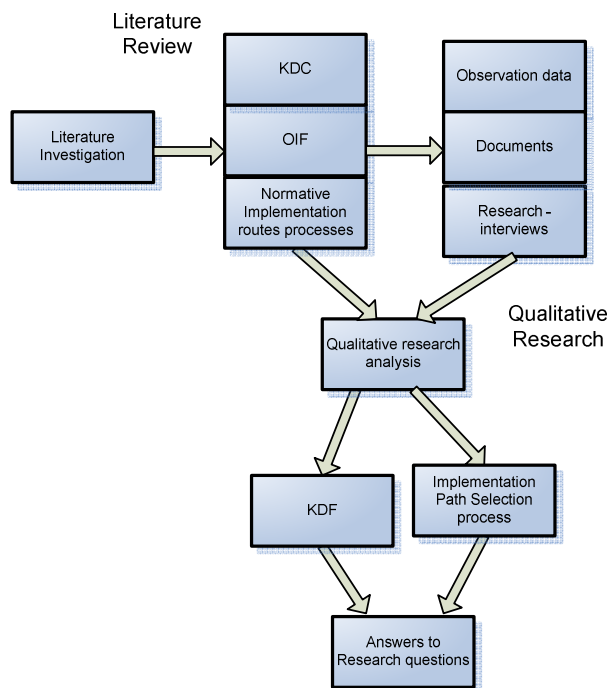 Literature
Review
KDC
Observation data
Literature
Investigation
OIF
Documents
Normative
Implementation
routes processes
Research -
interviews
Qualitative
Research
Qualitative research
analysis
KDF
Implementation
Path Selection
process
Answers to
Research questions